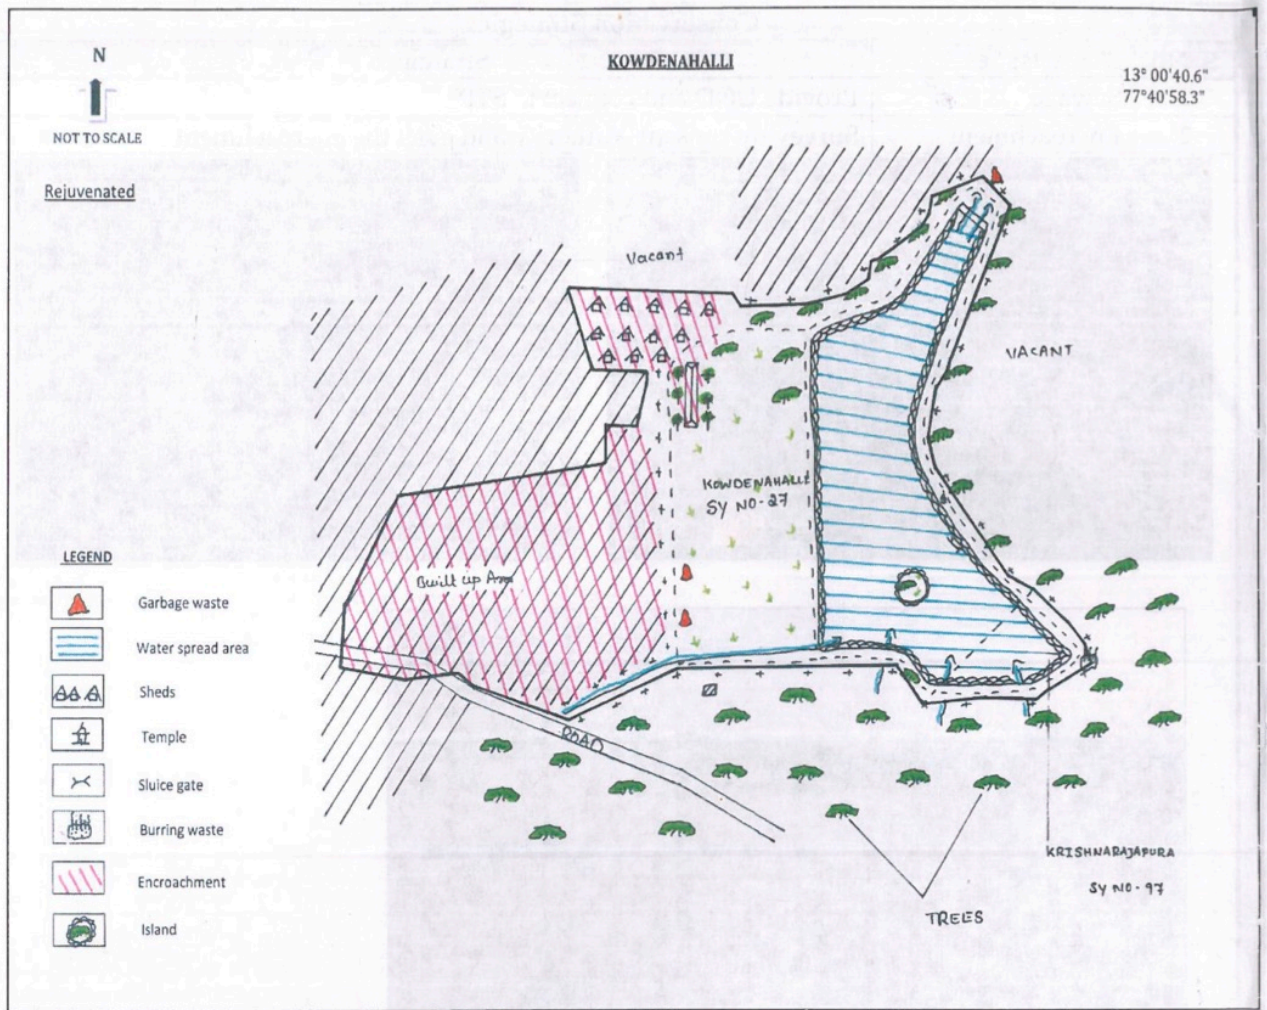 N
NOT TO SCALE
KOWDENAHALLI
13° 00'40.6"
77°40'58.3"
Rejuvenated
Vacant
VACANT
KOWDENAHALLI
SY NO-27
Built up Area
ROAD
KRISHNARAJAPURA
SY NO-97
TREES
LEGEND
Garbage waste
Water spread area
Sheds
Temple
Sluice gate
Burring waste
Encroachment
Island